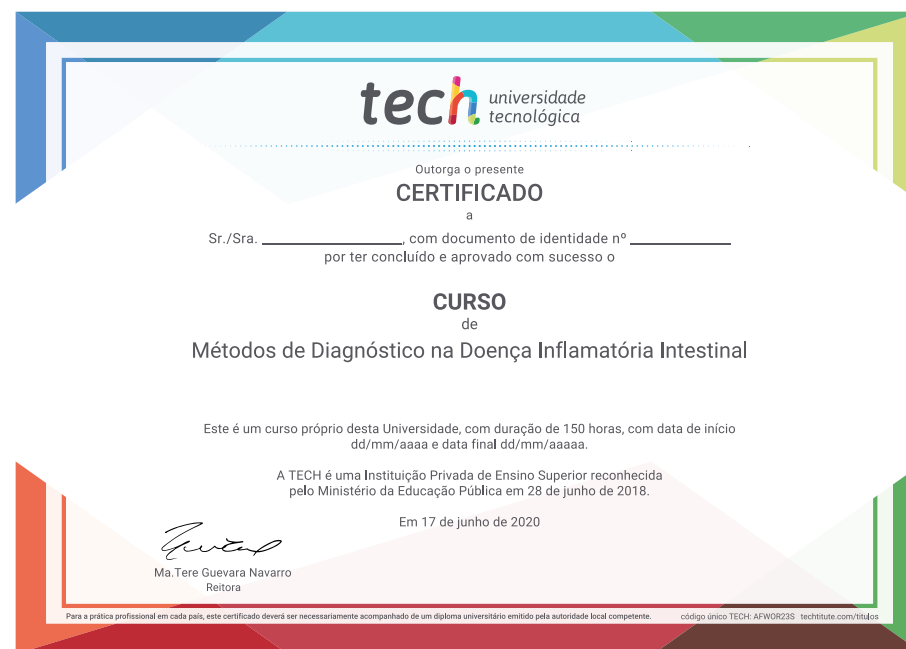 tech universidade
tecnológica
Outorga o presente
CERTIFICADO
a
Sr./Sra. ____________, com documento de identidade nº _________
por ter concluído e aprovado com sucesso o
CURSO
de
Métodos de Diagnóstico na Doença Inflamatória Intestinal
Este é um curso próprio desta Universidade, com duração de 150 horas, com data de início
dd/mm/aaaa e data final dd/mm/aaaaa.
A TECH é uma Instituição Privada de Ensino Superior reconhecida
pelo Ministério da Educação Pública em 28 de junho de 2018.
Em 17 de junho de 2020
Ma.Tere Guevara Navarro
Reitora
Para a prática profissional em cada país, este certificado deverá ser necessariamente acompanhado de um diploma universitário emitido pela autoridade local competente. código único TECH: AFWOR23S techtitute.com/titulos